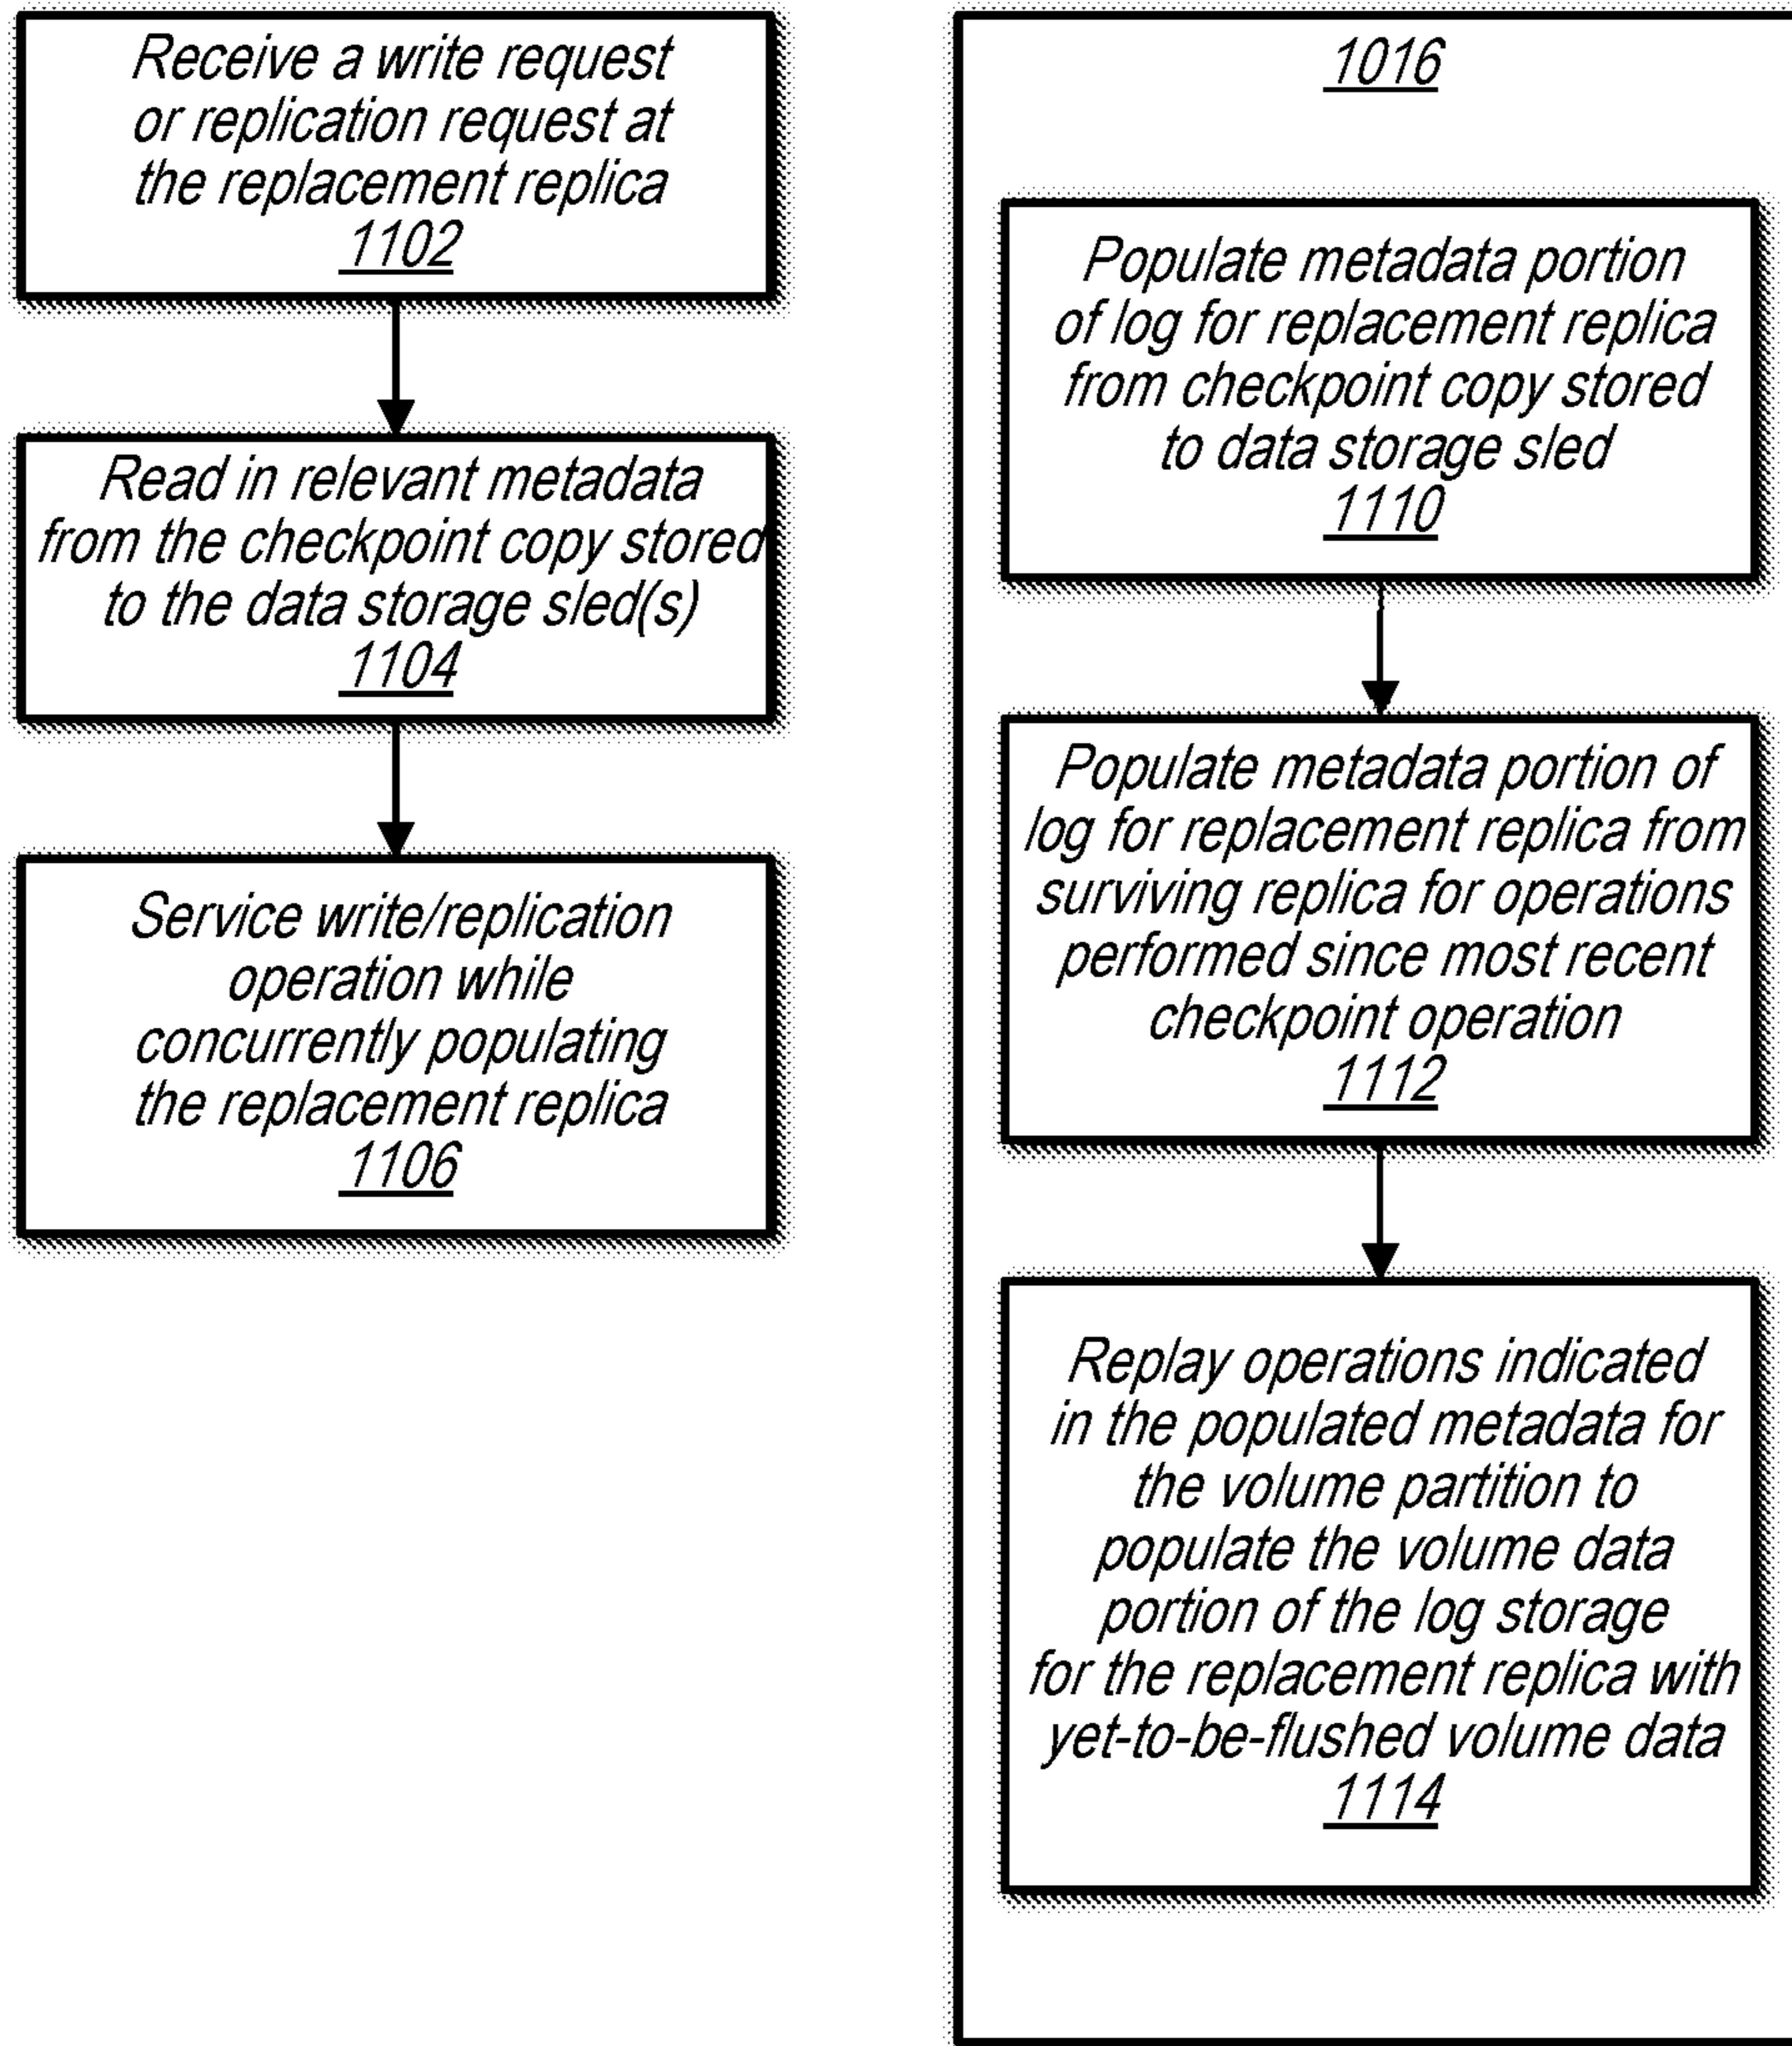 Receive a write request
or replication request at
the replacement replica
1102
Read in relevant metadata
from the checkpoint copy stored
to the data storage sled(s)
1104
Service write/replication
operation while
concurrently populating
the replacement replica
1106
1016
Populate metadata portion
of log for replacement replica
from checkpoint copy stored
to data storage sled
1110
Populate metadata portion of
log for replacement replica from
surviving replica for operations
performed since most recent
checkpoint operation
1112
Replay operations indicated
in the populated metadata for
the volume partition to
populate the volume data
portion of the log storage
for the replacement replica with
yet-to-be-flushed volume data
1114